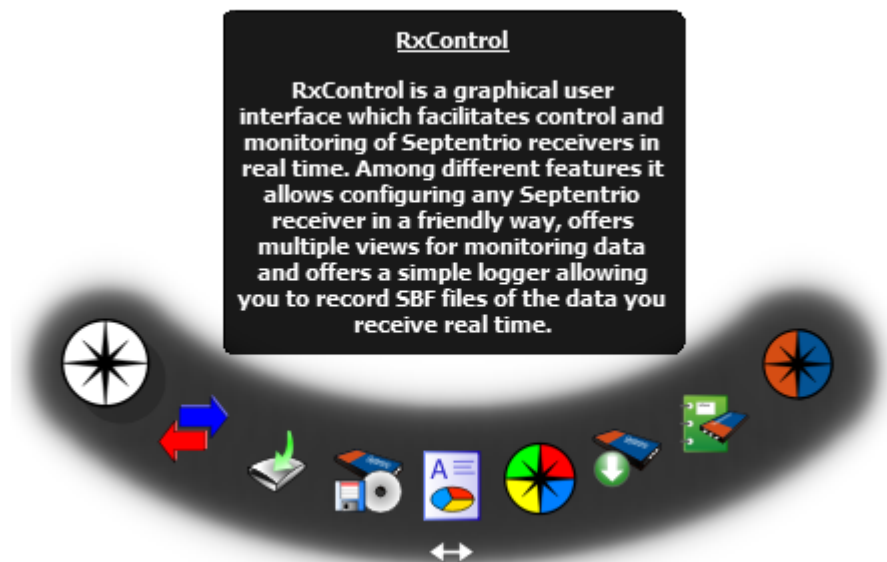 RxControl
RxControl is a graphical user
interface which facilitates control and
monitoring of Septentrio receivers in
real time. Among different features it
allows configuring any Septentrio
receiver in a friendly way, offers
multiple views for monitoring data
and offers a simple logger allowing
you to record SBF files of the data you
receive real time.
A